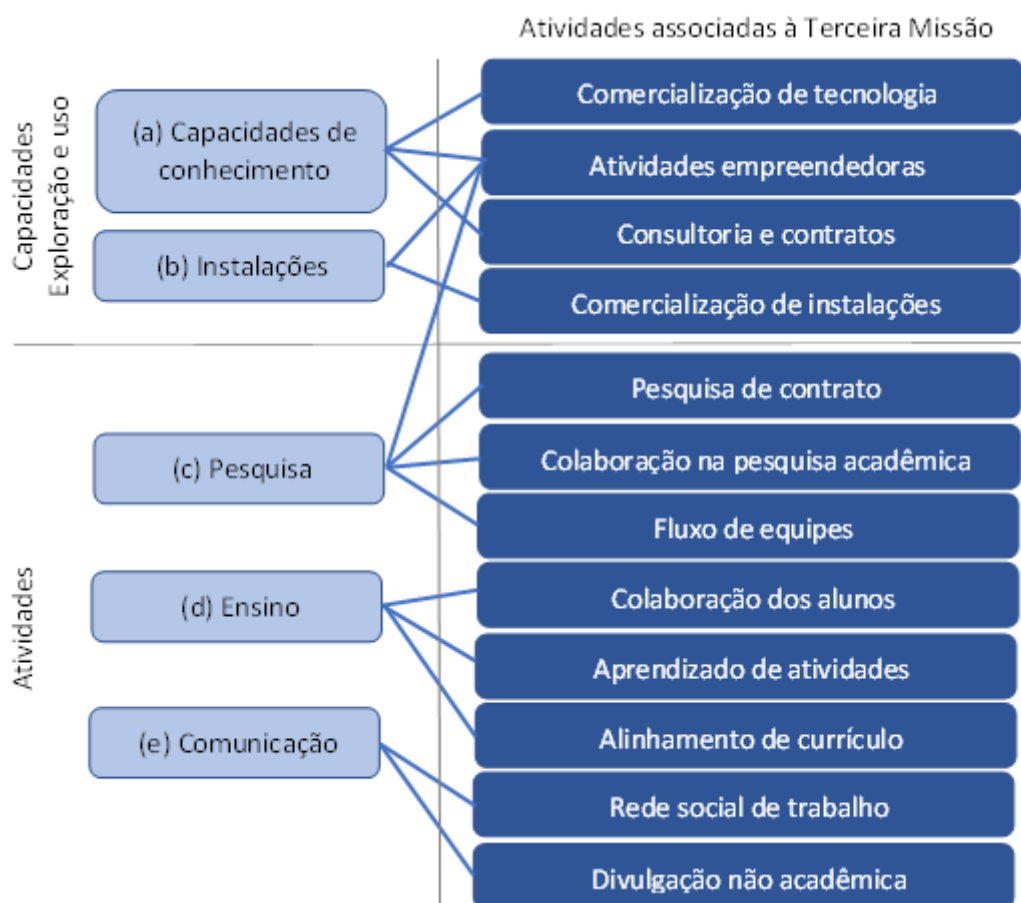 Atividades associadas à Terceira Missão
Capacidades
Exploração e uso
(a) Capacidades de
conhecimento
(b) Instalações
Comercialização de tecnologia
Atividades empreendedoras
Consultoria e contratos
Comercialização de instalações
Atividades
(c) Pesquisa
(d) Ensino
(e) Comunicação
Pesquisa de contrato
Colaboração na pesquisa acadêmica
Fluxo de equipes
Colaboração dos alunos
Aprendizado de atividades
Alinhamento de currículo
Rede social de trabalho
Divulgação não acadêmica